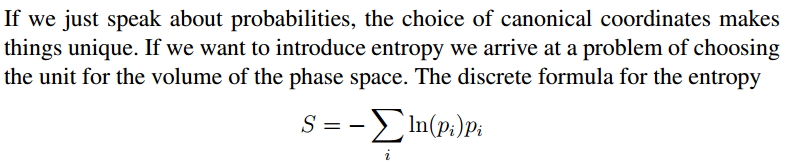 If we just speak about probabilities, the choice of canonical coordinates makes
things unique. If we want to introduce entropy we arrive at a problem of choosing
the unit for the volume of the phase space. The discrete formula for the entropy
S = − ∑ ln(pᵢ)pᵢ
i